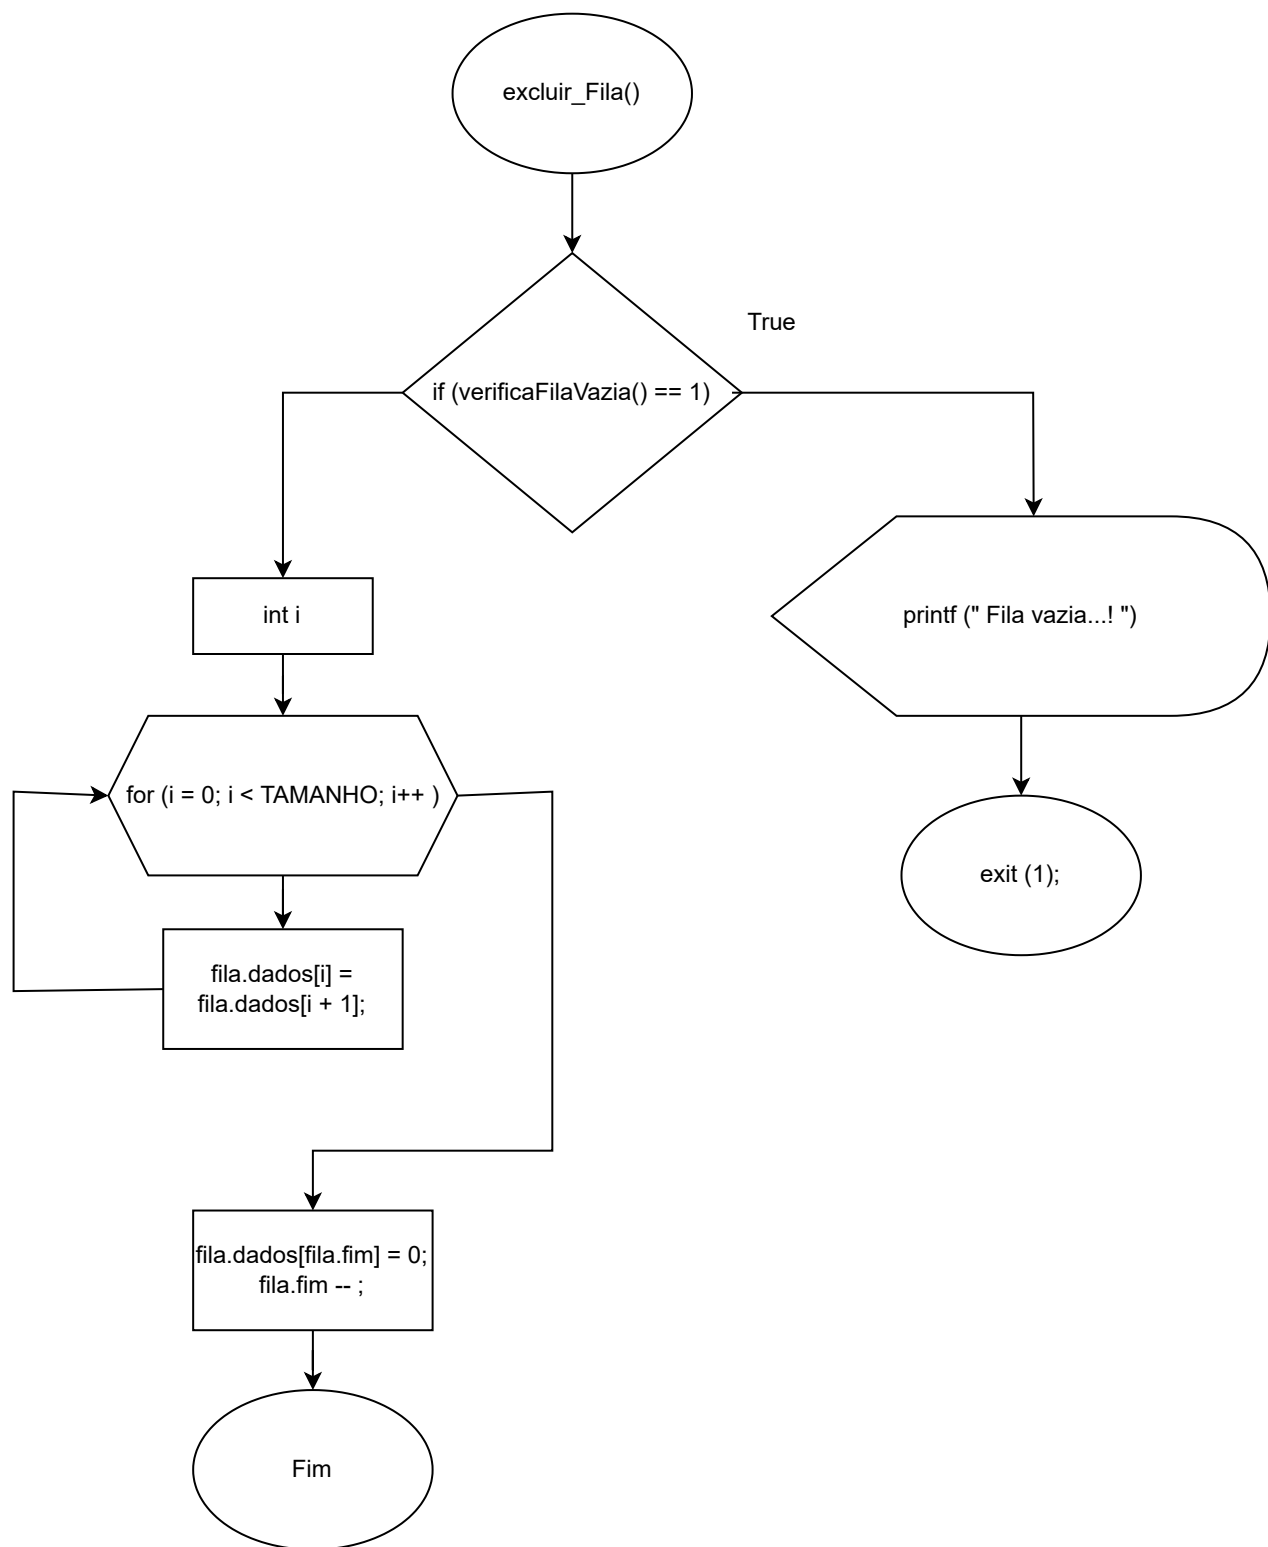 excluir_Fila()
True
if (verificaFilaVazia() == 1)
int i
printf (" Fila vazia...! ")
for (i = 0; i < TAMANHO; i++ )
exit (1);
fila.dados[i] =
fila.dados[i + 1];
fila.dados[fila.fim] = 0;
fila.fim -- ;
Fim